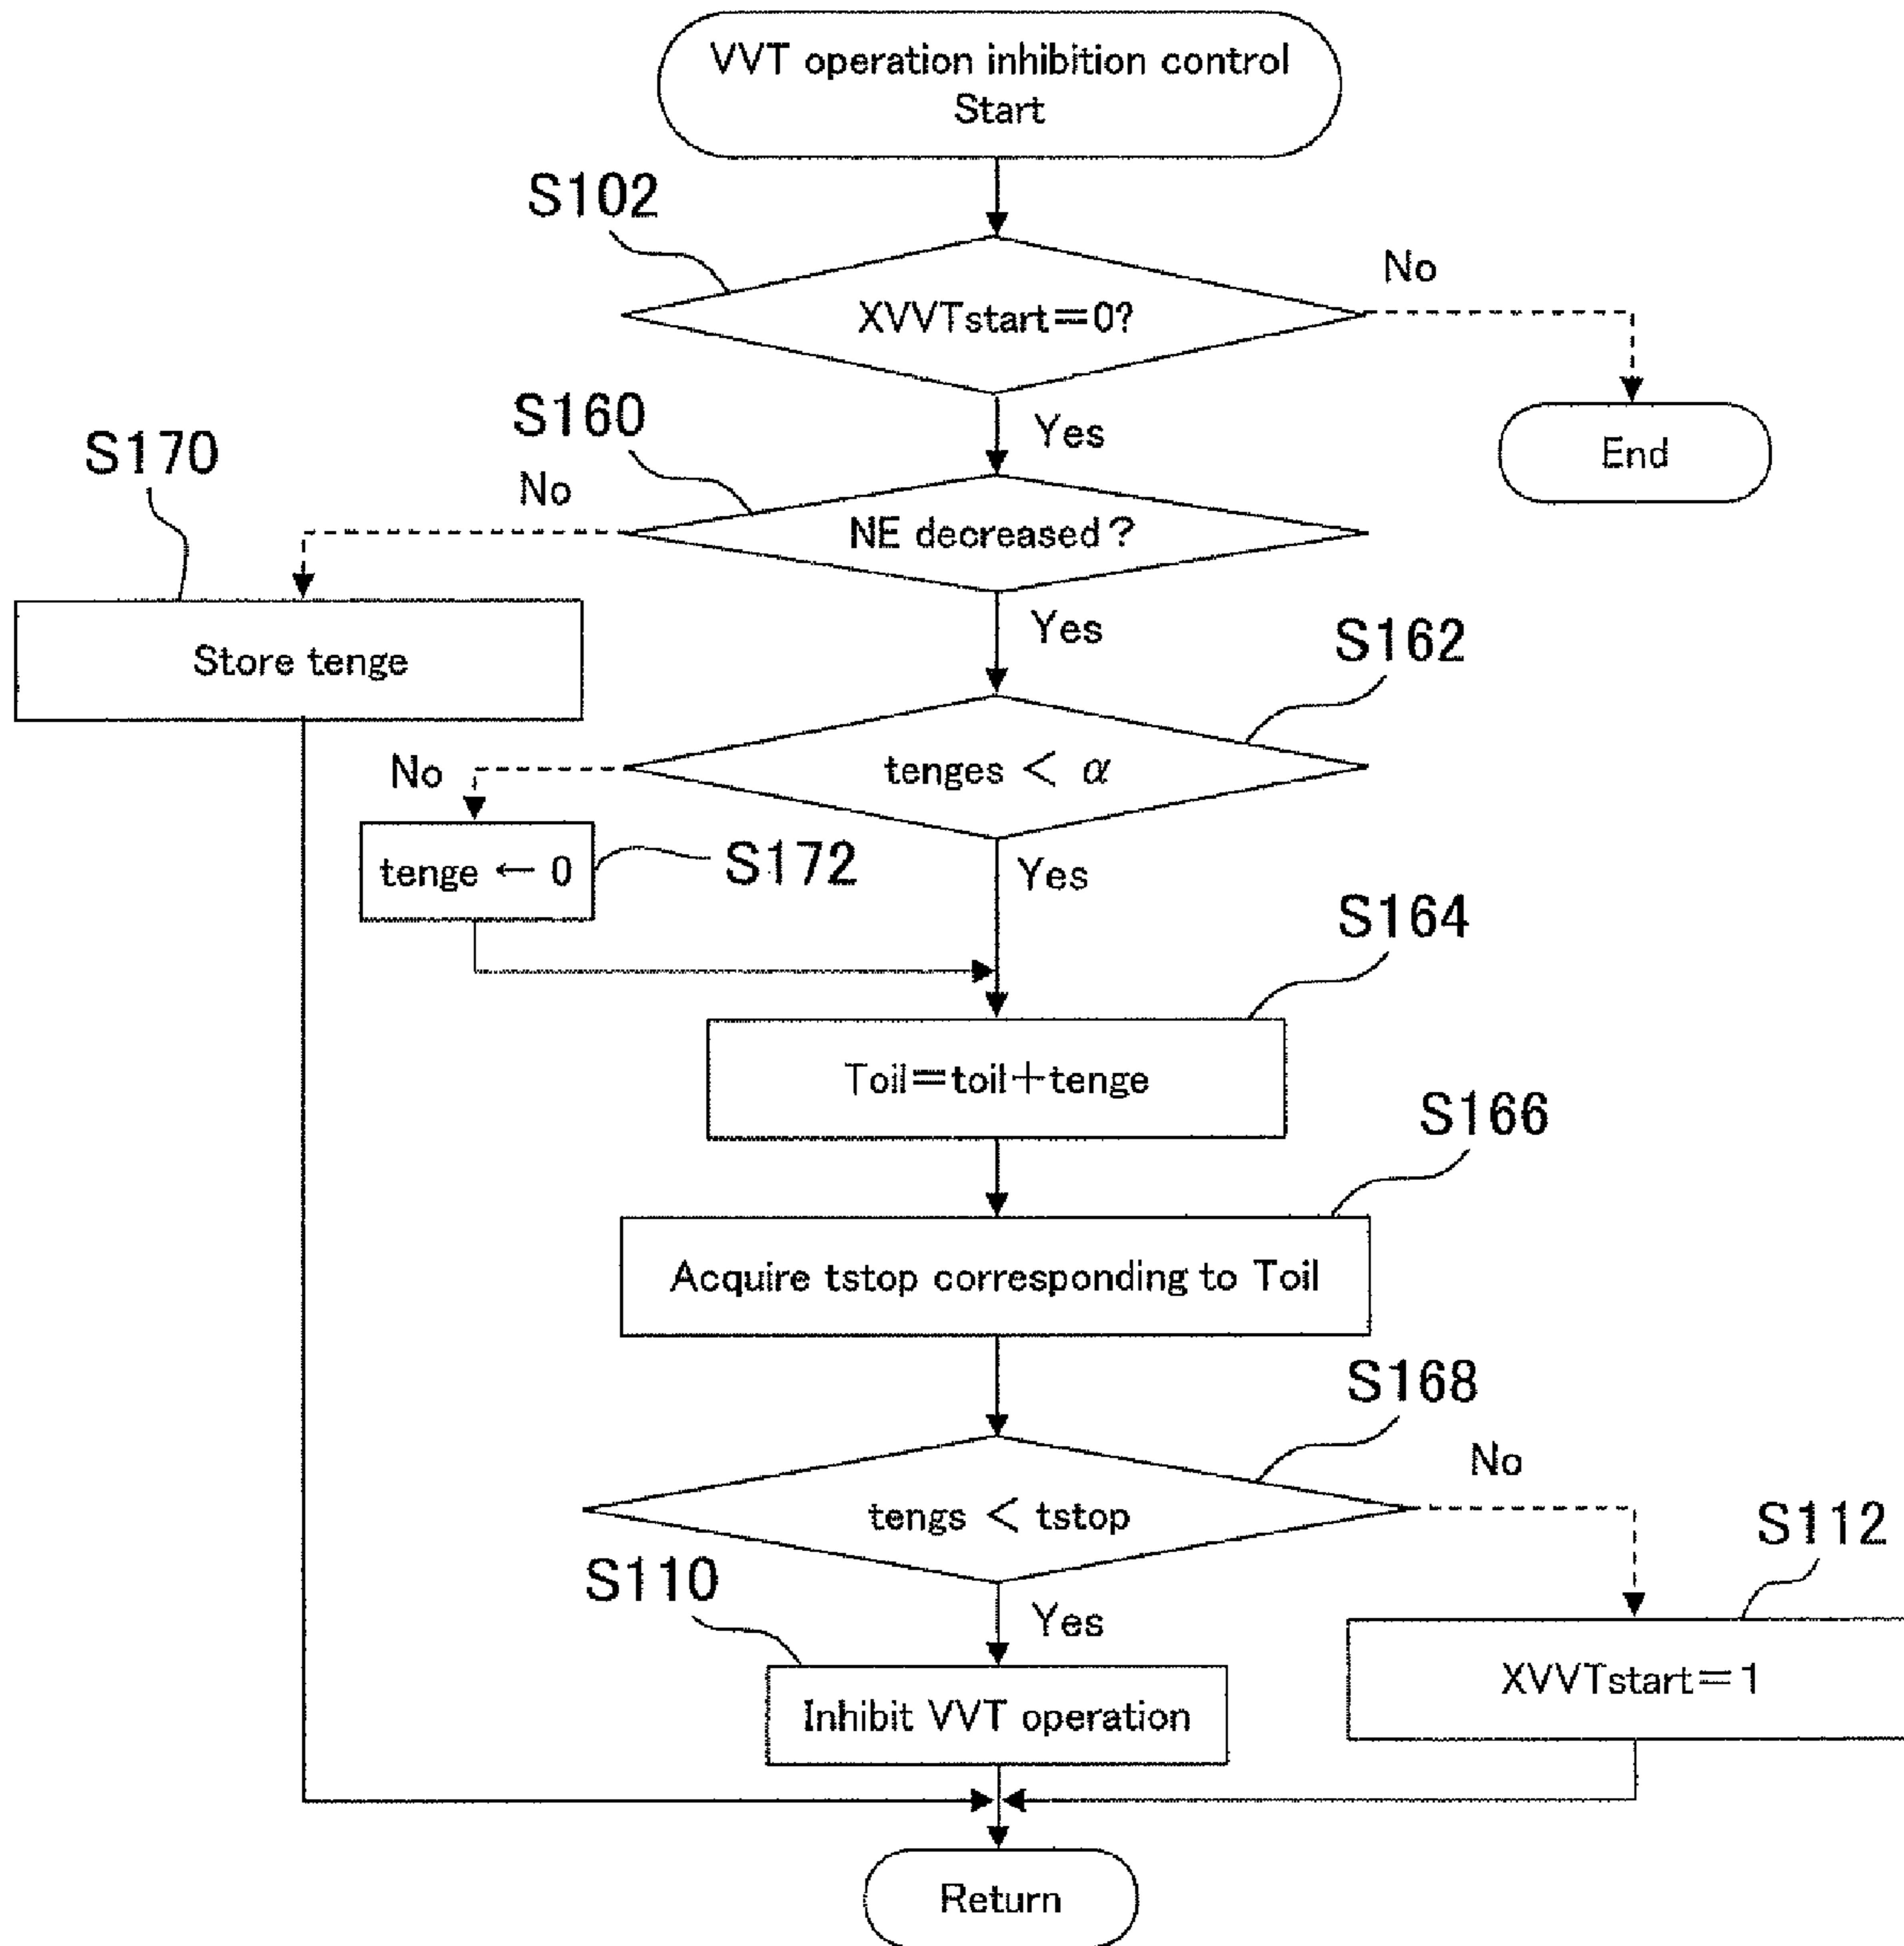 VVT operation inhibition control
Start
S102
XVVTstart=0?
No
End
Yes
S160
NE decreased?
No
S170
Store tenge
Yes
S162
tenges < α
No
tenge ← 0
S172
Yes
S164
Toil=toil+tenge
S166
Acquire tstop corresponding to Toil
S168
tengs < tstop
No
S112
XVVTstart=1
S110
Yes
Inhibit VVT operation
Return